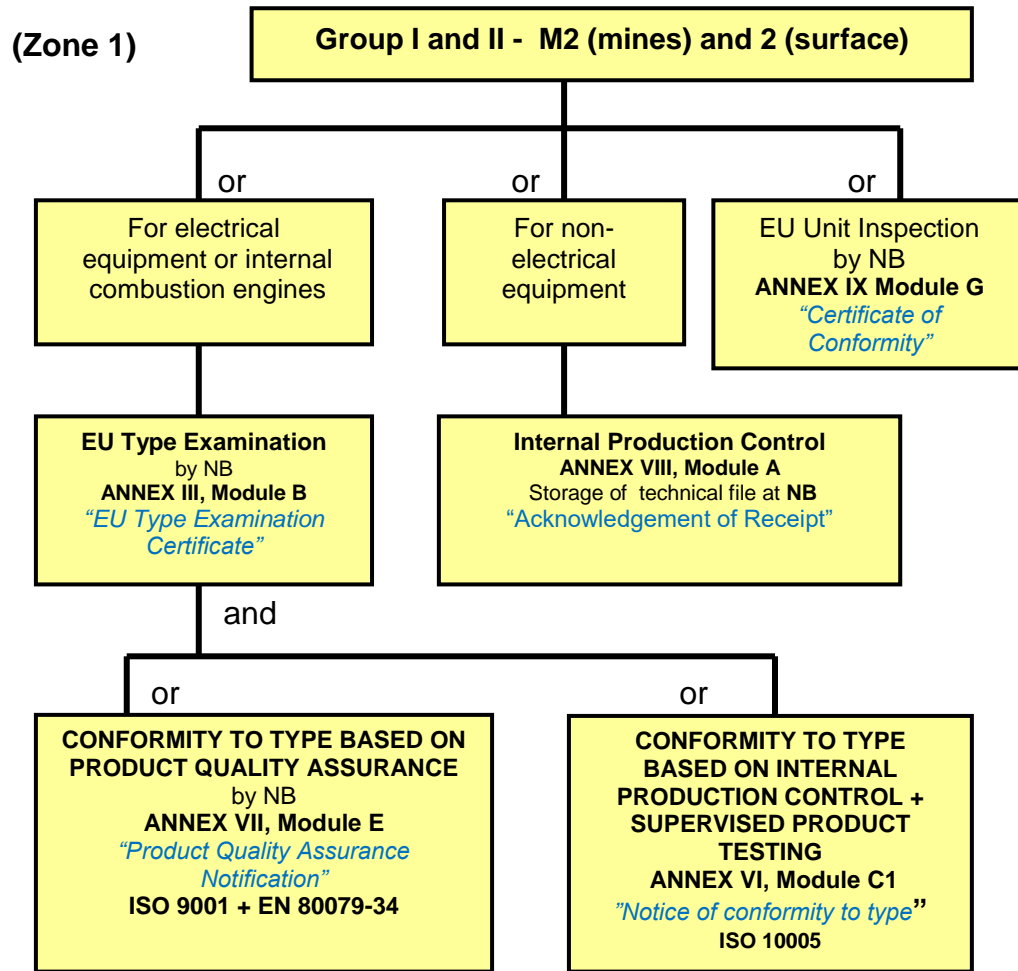 (Zone 1)
Group I and II - M2 (mines) and 2 (surface)
or
or
or
For electrical
equipment or internal
combustion engines
For non-
electrical
equipment
EU Unit Inspection
by NB
ANNEX IX Module G
“Certificate of
Conformity”
EU Type Examination
by NB
ANNEX III, Module B
“EU Type Examination
Certificate”
Internal Production Control
ANNEX VIII, Module A
Storage of technical file at NB
“Acknowledgement of Receipt”
and
or
or
CONFORMITY TO TYPE BASED ON
PRODUCT QUALITY ASSURANCE
by NB
ANNEX VII, Module E
“Product Quality Assurance
Notification”
ISO 9001 + EN 80079-34
CONFORMITY TO TYPE
BASED ON INTERNAL
PRODUCTION CONTROL +
SUPERVISED PRODUCT
TESTING
ANNEX VI, Module C1
”Notice of conformity to type”
ISO 10005